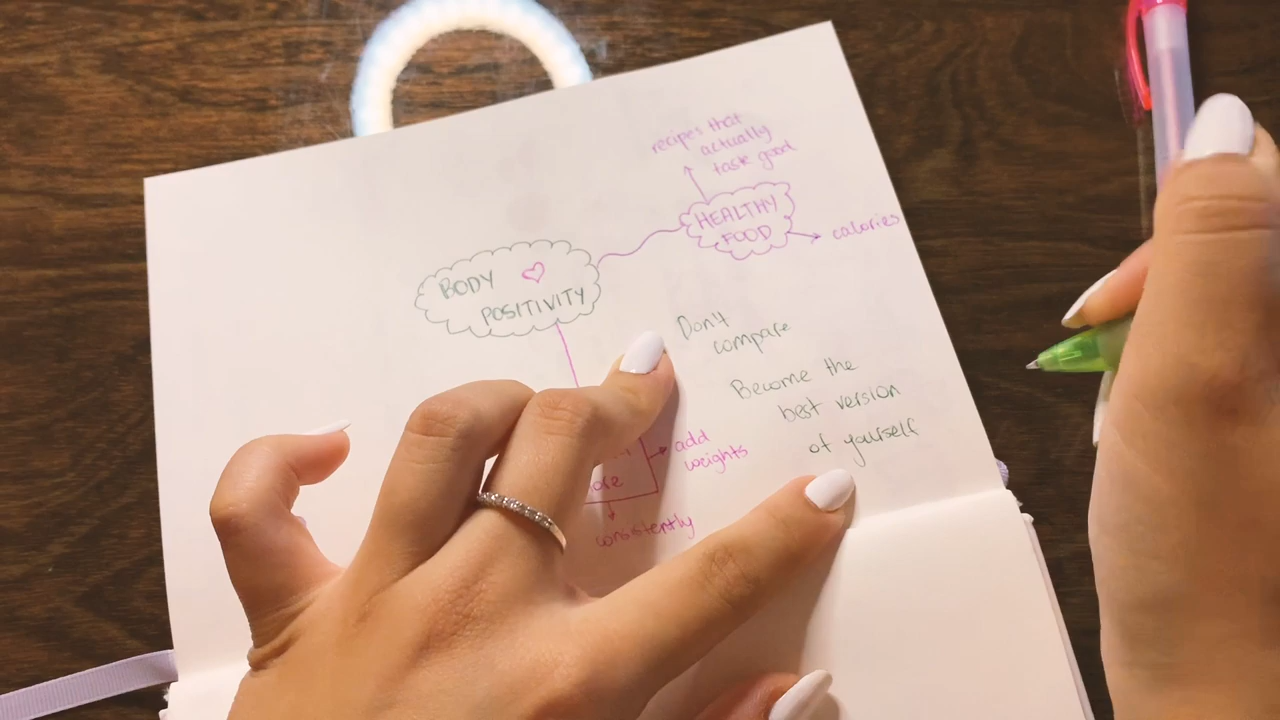 recipes that
actually
taste good
HEALTHY
FOOD
calories
BODY
POSITIVITY
Don't
compare
Become the
best version
of yourself
add
weights
consistently